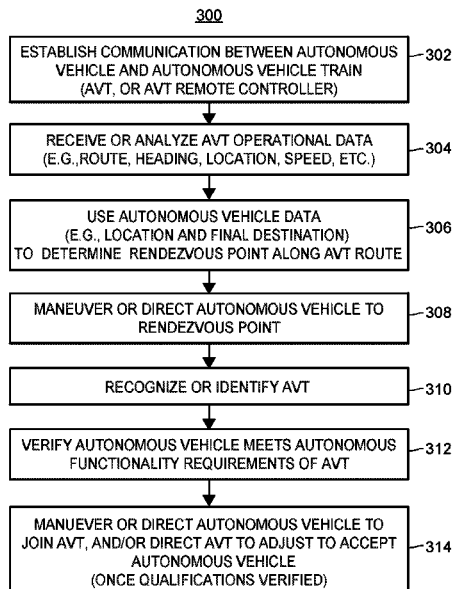 300
ESTABLISH COMMUNICATION BETWEEN AUTONOMOUS
VEHICLE AND AUTONOMOUS VEHICLE TRAIN
(AVT, OR AVT REMOTE CONTROLLER)
302
RECEIVE OR ANALYZE AVT OPERATIONAL DATA
(E.G.,ROUTE, HEADING, LOCATION, SPEED, ETC.)
304
USE AUTONOMOUS VEHICLE DATA
(E.G., LOCATION AND FINAL DESTINATION)
TO DETERMINE RENDEZVOUS POINT ALONG AVT ROUTE
306
MANEUVER OR DIRECT AUTONOMOUS VEHICLE TO
RENDEZVOUS POINT
308
RECOGNIZE OR IDENTIFY AVT
310
VERIFY AUTONOMOUS VEHICLE MEETS AUTONOMOUS
FUNCTIONALITY REQUIREMENTS OF AVT
312
MANUEVER OR DIRECT AUTONOMOUS VEHICLE TO
JOIN AVT, AND/OR DIRECT AVT TO ADJUST TO ACCEPT
AUTONOMOUS VEHICLE
(ONCE QUALIFICATIONS VERIFIED)
314